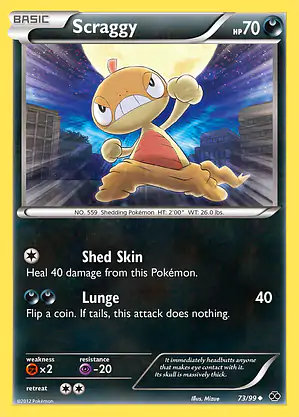 BASIC Scraggy HP70
NO. 559 Shedding Pokémon HT: 2'00" WT: 26.0 lbs.
Shed Skin
Heal 40 damage from this Pokémon.
Lunge 40
Flip a coin. If tails, this attack does nothing.
weakness resistance
×2 -20
retreat
It immediately headbutts anyone
that makes eye contact with it.
Its skull is massively thick.
Illus. Mizue 73/99
©2012 Pokémon